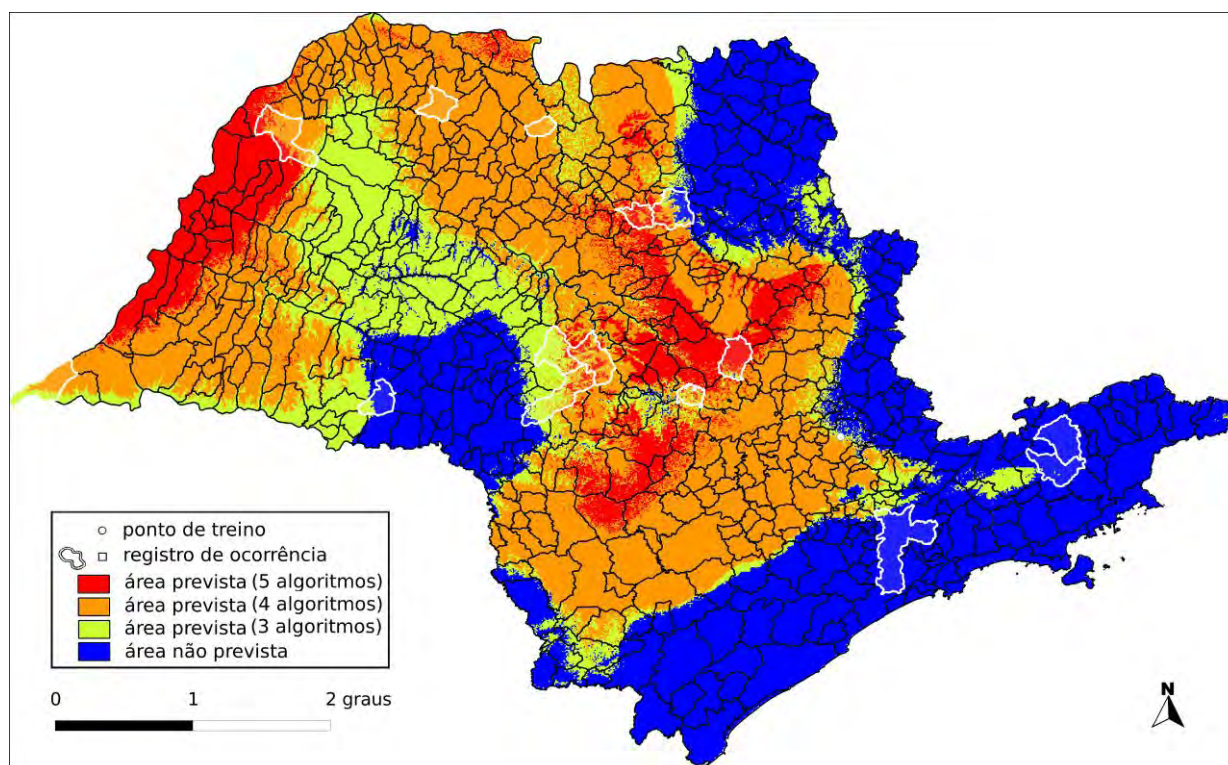 ponto de treino
registro de ocorrência
área prevista (5 algoritmos)
área prevista (4 algoritmos)
área prevista (3 algoritmos)
área não prevista
0 1 2 graus
N